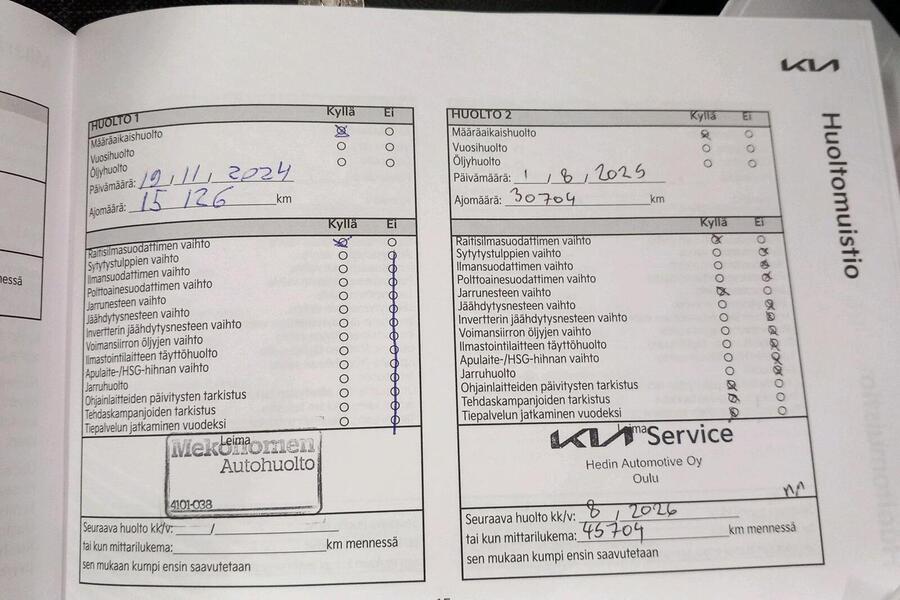 KIA
Huoltomuistio
HUOLTO 1 Kyllä Ei
Määräaikaishuolto
Vuosihuolto
Öljyhuolto
Päivämäärä: 19, 11, 2024
Ajomäärä: 15 126 km
Kyllä Ei
Raitisilmasuodattimen vaihto
Sytytystulppien vaihto
Ilmansuodattimen vaihto
Polttoainesuodattimen vaihto
Jarrunesteen vaihto
Jäähdytysnesteen vaihto
Invertterin jäähdytysnesteen vaihto
Voimansiirron öljyjen vaihto
Ilmastointilaitteen täyttöhuolto
Apulaite-/HSG-hihnan vaihto
Jarruhuolto
Ohjainlaitteiden päivitysten tarkistus
Tehdaskampanjoiden tarkistus
Tiepalvelun jatkaminen vuodeksi
Leima
Mekonomen
Autohuolto
4101-038
Seuraava huolto kk/v: /
tai kun mittarilukema: km mennessä
sen mukaan kumpi ensin saavutetaan
HUOLTO 2 Kyllä Ei
Määräaikaishuolto
Vuosihuolto
Öljyhuolto
Päivämäärä: 1, 8, 2025
Ajomäärä: 30704 km
Kyllä Ei
Raitisilmasuodattimen vaihto
Sytytystulppien vaihto
Ilmansuodattimen vaihto
Polttoainesuodattimen vaihto
Jarrunesteen vaihto
Jäähdytysnesteen vaihto
Invertterin jäähdytysnesteen vaihto
Voimansiirron öljyjen vaihto
Ilmastointilaitteen täyttöhuolto
Apulaite-/HSG-hihnan vaihto
Jarruhuolto
Ohjainlaitteiden päivitysten tarkistus
Tehdaskampanjoiden tarkistus
Tiepalvelun jatkaminen vuodeksi
Leima
KIA Service
Hedin Automotive Oy
Oulu
Seuraava huolto kk/v: 8, 2026
tai kun mittarilukema: 45704 km mennessä
sen mukaan kumpi ensin saavutetaan